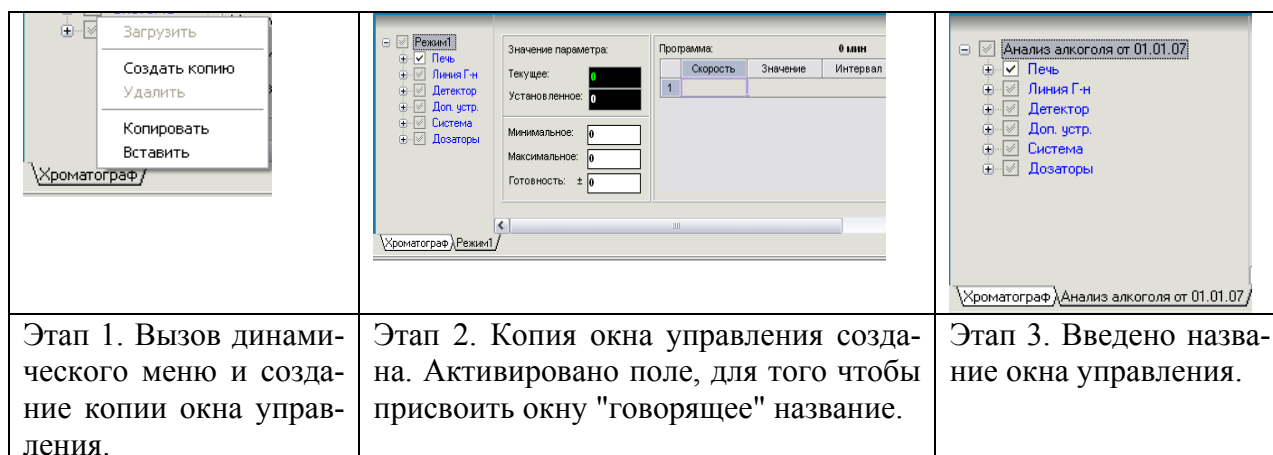 Загрузить
Создать копию
Удалить
Копировать
Вставить
Хроматограф
Режим1
Печь
Линия Г-н
Детектор
Доп. устр.
Система
Дозаторы
Значение параметра:
Текущее: 0
Установленное: 0
Минимальное: 0
Максимальное: 0
Готовность: ± 0
Программа: 0 мин
Скорость Значение Интервал
1
Хроматограф Режим1
Анализ алкоголя от 01.01.07
Печь
Линия Г-н
Детектор
Доп. устр.
Система
Дозаторы
Хроматограф Анализ алкоголя от 01.01.07
Этап 1. Вызов динами-
ческого меню и созда-
ние копии окна управ-
ления.
Этап 2. Копия окна управления созда-
на. Активировано поле, для того чтобы
присвоить окну "говорящее" название.
Этап 3. Введено назва-
ние окна управления.